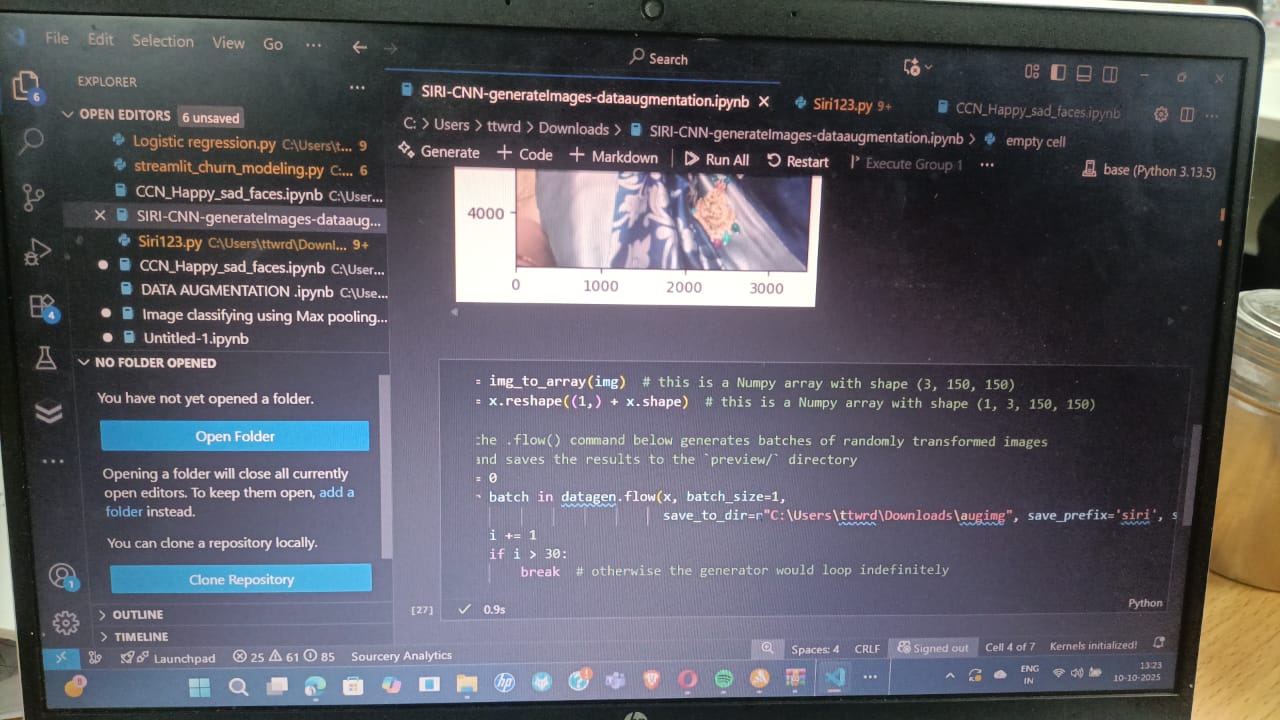 File Edit Selection View Go ···
Search
EXPLORER ···
OPEN EDITORS 6 unsaved
Logistic regression.py C:\Users\t... 9
streamlit_churn_modeling.py C:... 6
CCN_Happy_sad_faces.ipynb C:\User...
SIRI-CNN-generateImages-dataaug...
Siri123.py C:\Users\ttwrd\Downl... 9+
CCN_Happy_sad_faces.ipynb C:\User...
DATA AUGMENTATION .ipynb C:\Use...
Image classifying using Max pooling...
Untitled-1.ipynb
NO FOLDER OPENED
You have not yet opened a folder.
Open Folder
Opening a folder will close all currently
open editors. To keep them open, add a
folder instead.
You can clone a repository locally.
Clone Repository
OUTLINE
TIMELINE
6
4
1
SIRI-CNN-generateImages-dataaugmentation.ipynb
Siri123.py 9+
CCN_Happy_sad_faces.ipynb
C: > Users > ttwrd > Downloads > SIRI-CNN-generateImages-dataaugmentation.ipynb > empty cell
Generate + Code + Markdown Run All Restart Execute Group 1 ···
base (Python 3.13.5)
4000
0 1000 2000 3000
= img_to_array(img) # this is a Numpy array with shape (3, 150, 150)
= x.reshape((1,) + x.shape) # this is a Numpy array with shape (1, 3, 150, 150)
he .flow() command below generates batches of randomly transformed images
and saves the results to the `preview/` directory
= 0
batch in datagen.flow(x, batch_size=1,
save_to_dir=r"C:\Users\ttwrd\Downloads\augimg", save_prefix='siri', s
i += 1
if i > 30:
break # otherwise the generator would loop indefinitely
[27] 0.9s
Python
Launchpad 25 61 85 Sourcery Analytics
Spaces: 4 CRLF Signed out Cell 4 of 7 Kernels initialized!
8
hp
ENG
IN
13:23
10-10-2025
hp